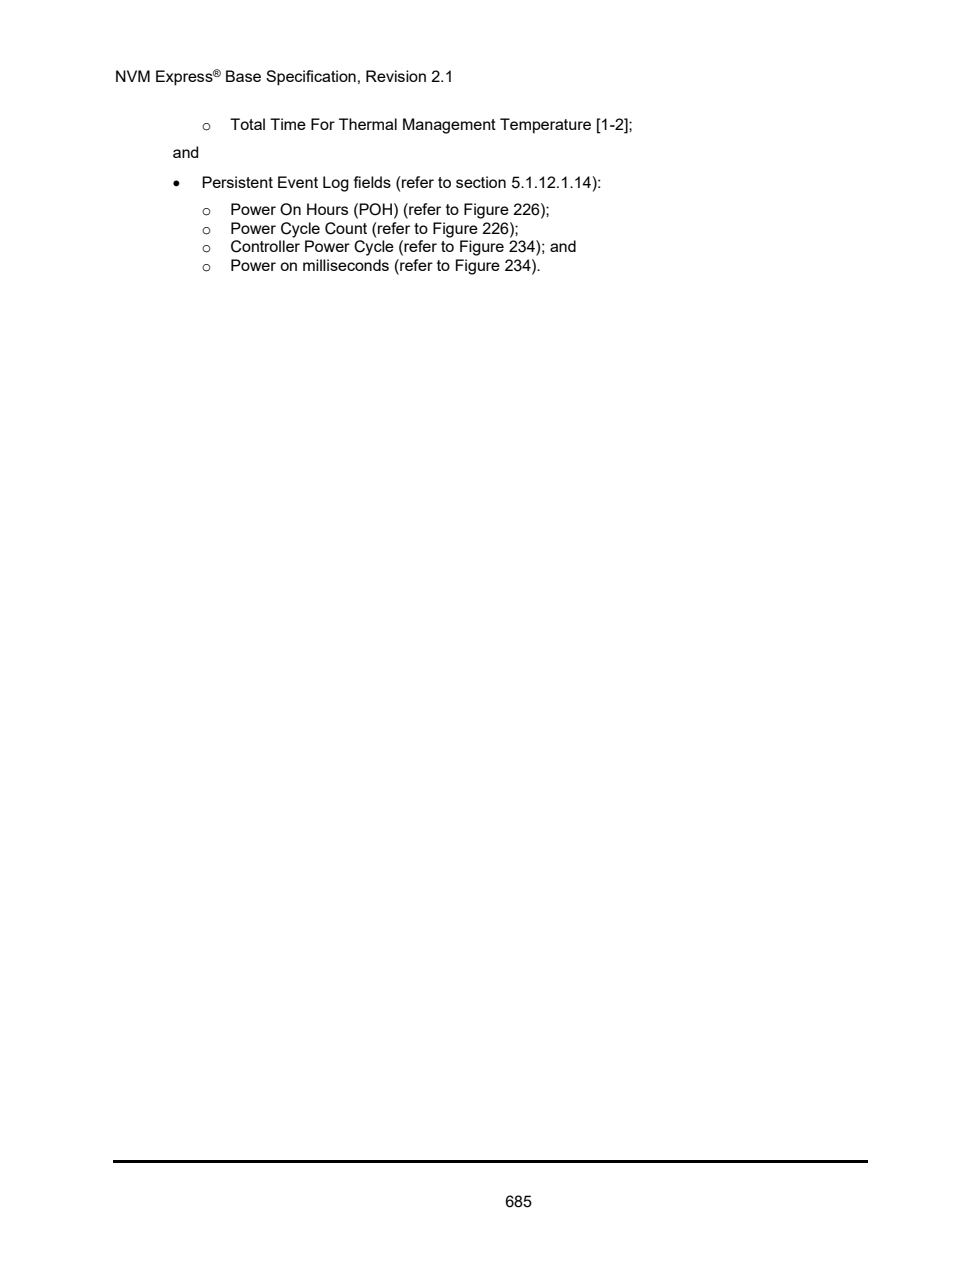 NVM Express® Base Specification, Revision 2.1
o Total Time For Thermal Management Temperature [1-2];
and
• Persistent Event Log fields (refer to section 5.1.12.1.14):
o Power On Hours (POH) (refer to Figure 226);
o Power Cycle Count (refer to Figure 226);
o Controller Power Cycle (refer to Figure 234); and
o Power on milliseconds (refer to Figure 234).
685